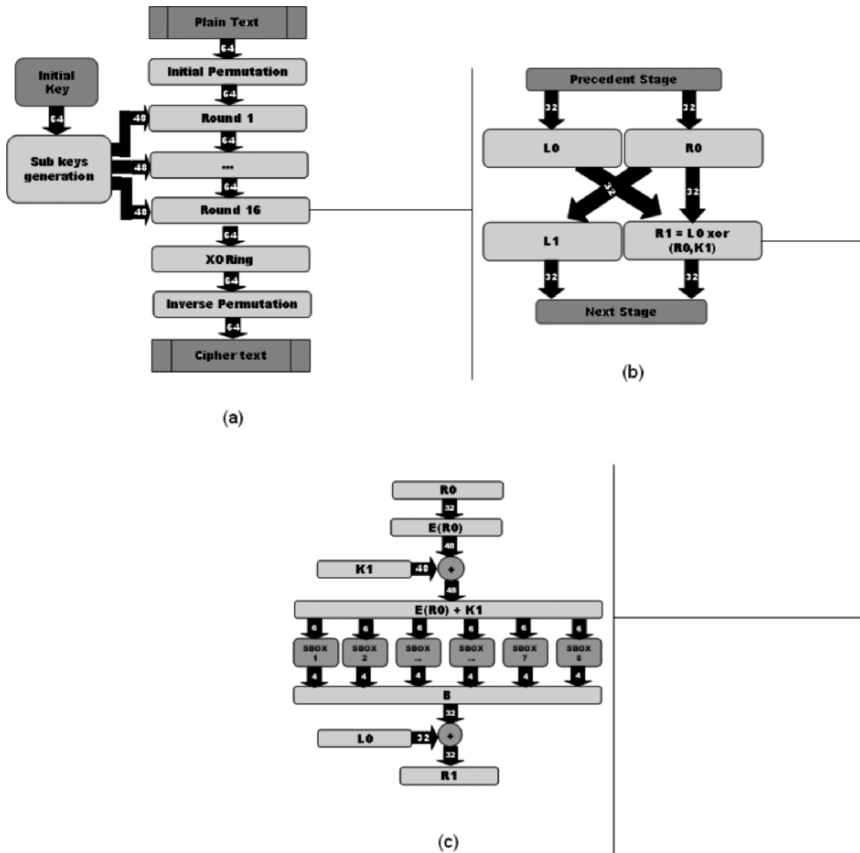 Plain Text
64
Initial Permutation
64
Initial
Key
64
Sub keys
generation
48
48
48
Round 1
64
...
64
Round 16
64
XORing
64
Inverse Permutation
64
Cipher text
(a)
Precedent Stage
32
32
L0
R0
32
32
L1
R1 = L0 xor
(R0,K1)
32
32
Next Stage
(b)
R0
32
E(R0)
48
K1
48
+
48
E(R0) + K1
6
6
6
6
6
6
SBOX
1
SBOX
2
SBOX
...
SBOX
...
SBOX
7
SBOX
8
4
4
4
4
4
4
B
32
L0
32
+
32
R1
(c)